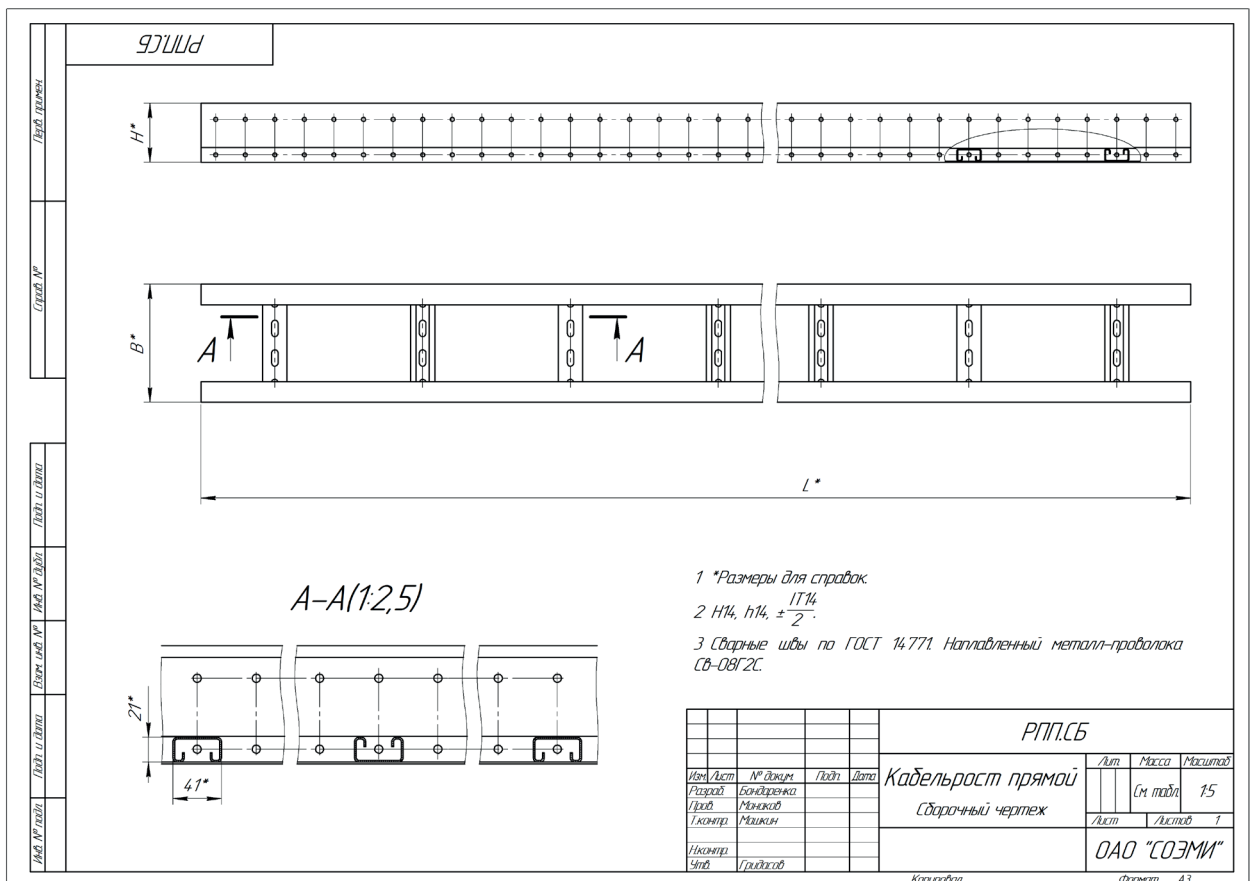 РПП.СБ
Перв. примен.
Справ. №
Подп. и дата
Инв. № дубл.
Взам. инв. №
Подп. и дата
Инв. № подл.
H*
B*
A
A
L*
А-А(1:2,5)
21*
41*
1 *Размеры для справок.
2 H14, h14, ± IT14/2.
3 Сварные швы по ГОСТ 14771. Наплавленный металл-проволока
Св-08Г2С.
РПП.СБ
Изм. Лист № докум. Подп. Дата
Разраб. Бондаренко
Пров. Монаков
Т.контр. Машкин
Н.контр.
Утв. Гридасов
Кабельрост прямой
Сборочный чертеж
Лит. Масса Масштаб
См. табл. 1:5
Лист Листов 1
ОАО "СОЭМИ"
Копировал Формат А3